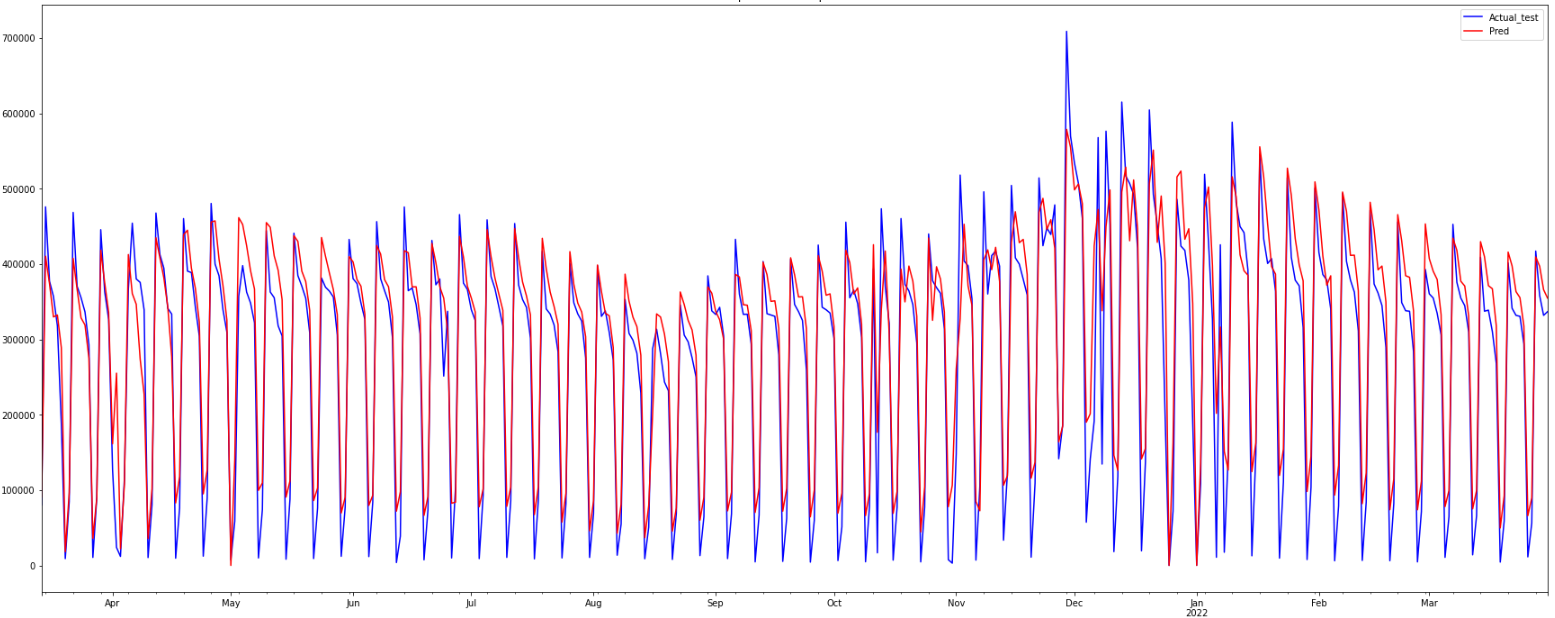 700000
600000
500000
400000
300000
200000
100000
0
Actual_test
Pred
Apr
May
Jun
Jul
Aug
Sep
Oct
Nov
Dec
Jan
2022
Feb
Mar